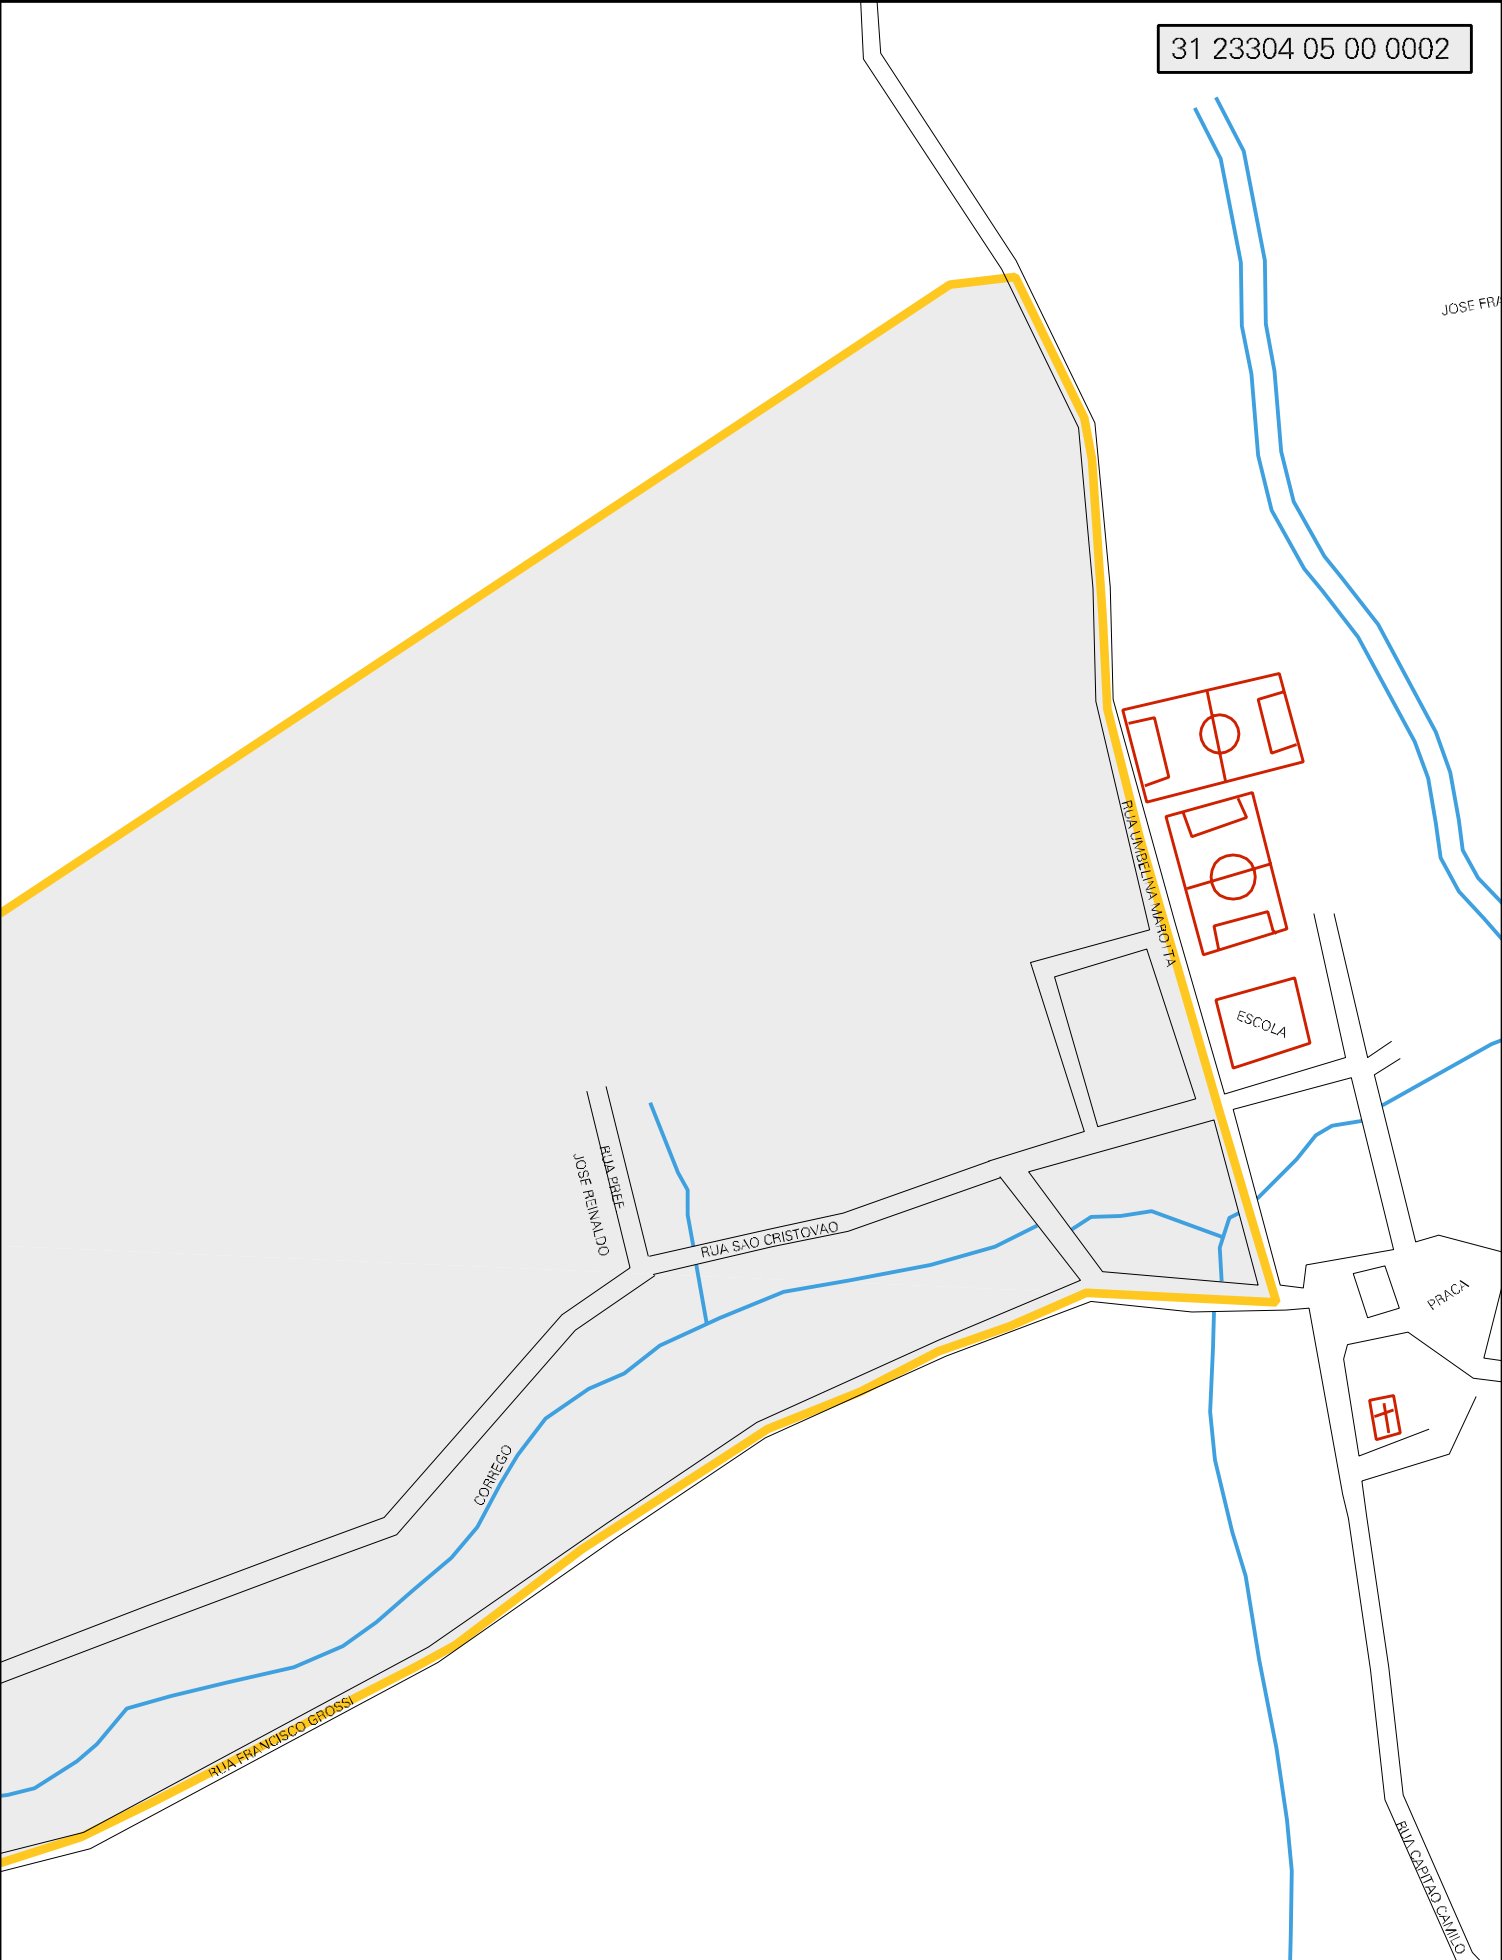 31 23304 05 00 0002
JOSE FRA
RUA UMBELINA MAROTTA
ESCOLA
RUA PREF
JOSE REINALDO
RUA SAO CRISTOVAO
PRACA
CORREGO
RUA FRANCISCO GROSSI
RUA CAPITAO CAMILO